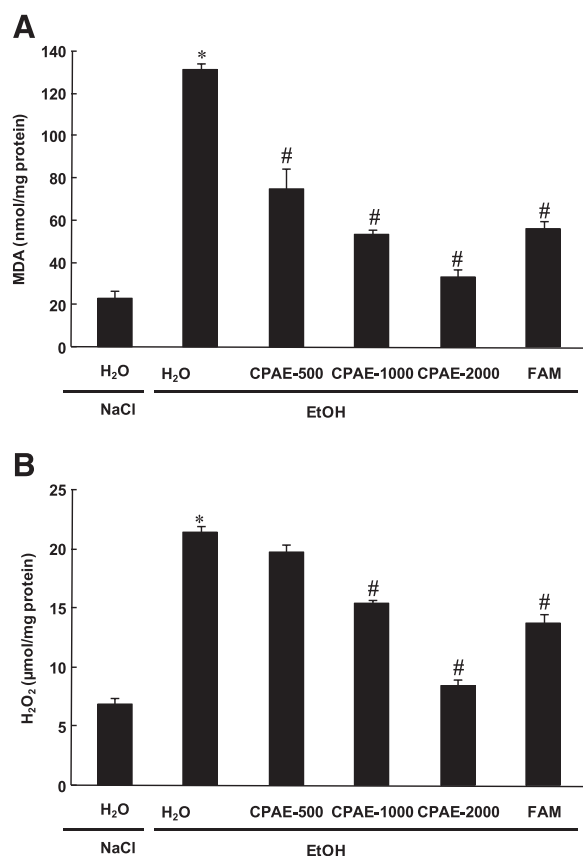 A
140
*
120
100
#
80
#
#
60
#
40
20
0
MDA (nmol/mg protein)
H₂O H₂O CPAE-500 CPAE-1000 CPAE-2000 FAM
NaCl EtOH
B
25
*
20
#
#
15
#
10
5
0
H₂O₂ (µmol/mg protein)
H₂O H₂O CPAE-500 CPAE-1000 CPAE-2000 FAM
NaCl EtOH